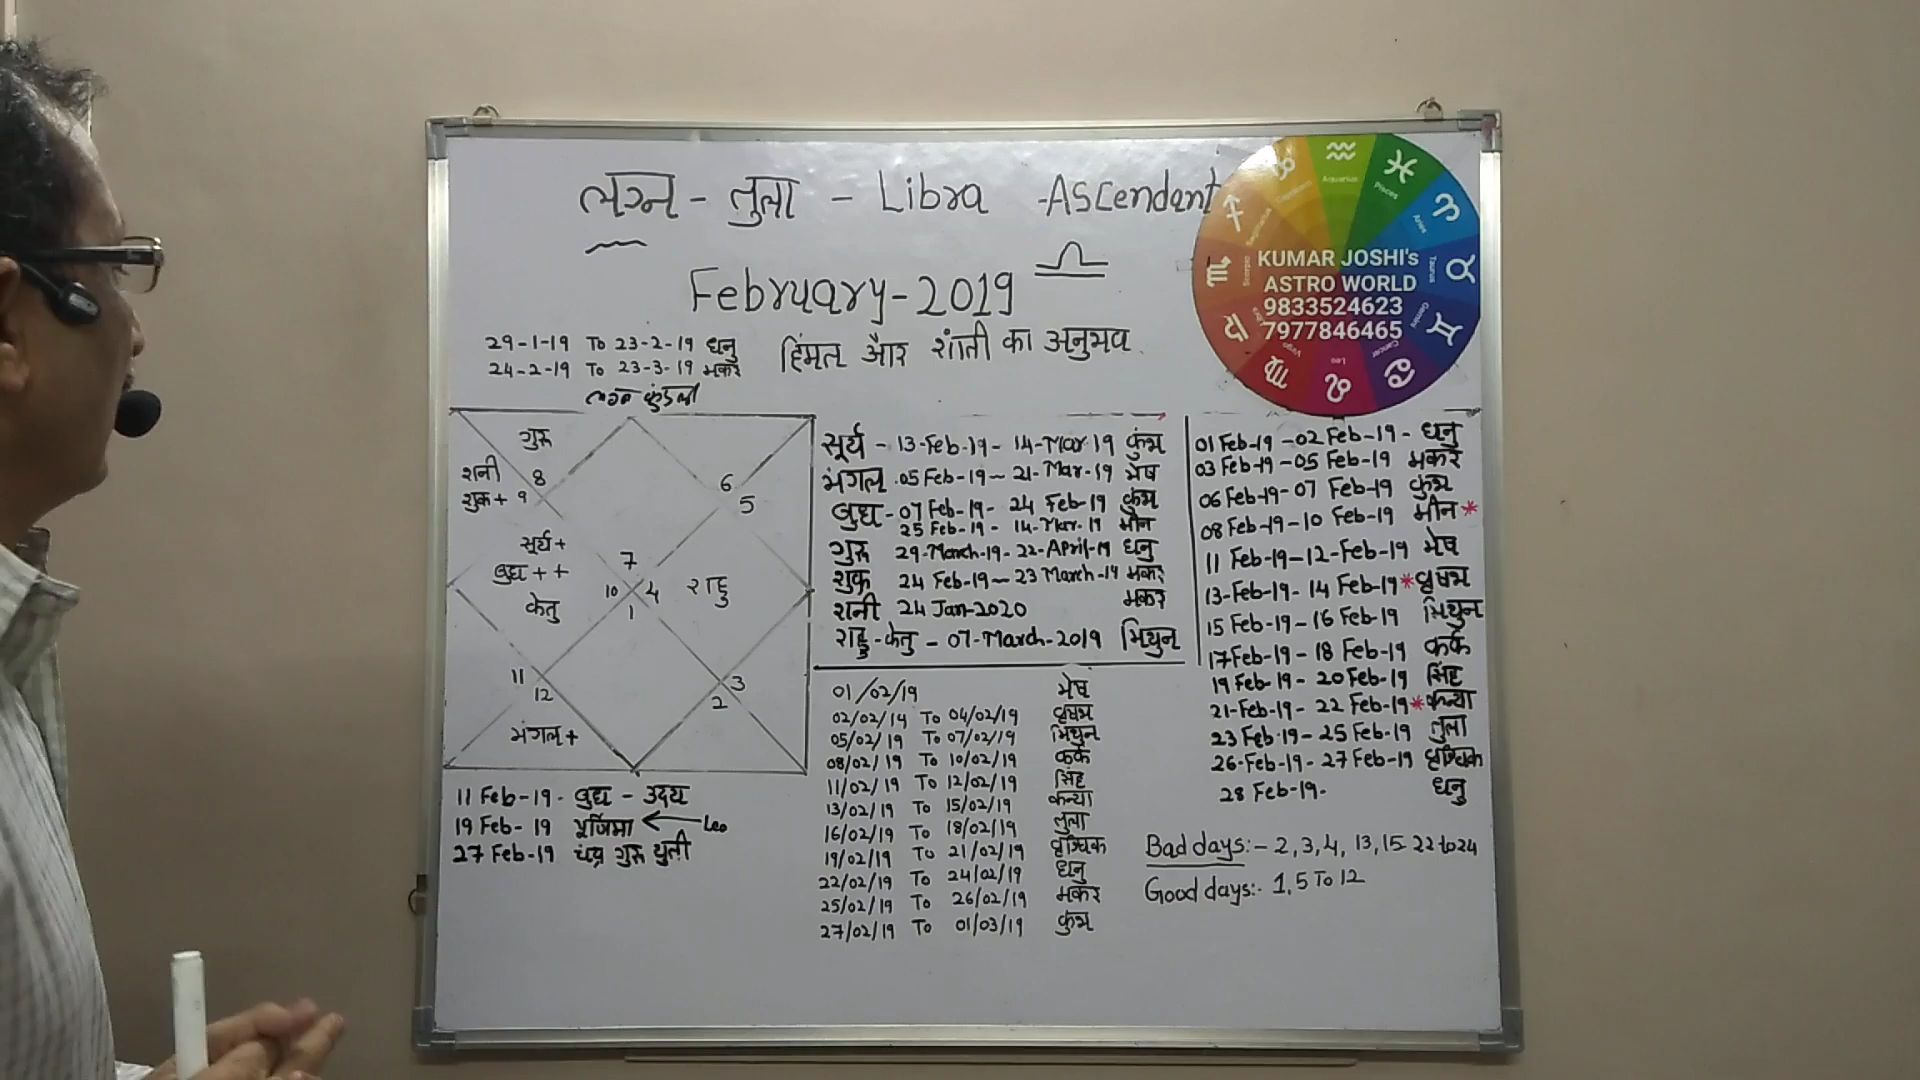 लग्न - तुला - Libra - Ascendant
February-2019
29-1-19 To 23-2-19 धनु
24-2-19 To 23-3-19 मकर
हिंमत और शांती का अनुभव
लग्न कुंडली
गुरु
शनी 8
शुक्र + 9
6
5
सूर्य +
बुध + +
केतु
7
10 4
1
राहु
11
12
3
2
मंगल +
11 Feb-19- बुध - उदय
19 Feb-19 पूर्णिमा ← Leo
27 Feb-19 चंद्र गुरु युती
सूर्य - 13-Feb-19- 14-Mar-19 कुंभ
मंगल - 05 Feb-19 - 21-Mar-19 मेष
बुध - 07 Feb-19- 24 Feb-19 कुंभ
25 Feb-19 - 14-Mar-19 मीन
गुरु 29-March-19-22-April-19 धनु
शुक्र 24 Feb-19 - 23 March-19 मकर
शनी 24 Jan-2020 मकर
राहु-केतु - 07-March-2019 मिथुन
01/02/19 मेष
02/02/14 To 04/02/19 वृषभ
05/02/19 To 07/02/19 मिथुन
08/02/19 To 10/02/19 कर्क
11/02/19 To 12/02/19 सिंह
13/02/19 To 15/02/19 कन्या
16/02/19 To 18/02/19 तुला
19/02/19 To 21/02/19 वृश्चिक
22/02/19 To 24/02/19 धनु
25/02/19 To 26/02/19 मकर
27/02/19 To 01/03/19 कुंभ
01 Feb-19 - 02 Feb-19 - धनु
03 Feb-19 - 05 Feb-19 मकर
06 Feb-19- 07 Feb-19 कुंभ
08 Feb-19 - 10 Feb-19 मीन *
11 Feb-19-12-Feb-19 मेष
13-Feb-19- 14 Feb-19 * वृषभ
15 Feb-19 - 16 Feb-19 मिथुन
17 Feb-19 - 18 Feb-19 कर्क
19 Feb-19 - 20 Feb-19 सिंह
21-Feb-19 - 22 Feb-19 * कन्या
23 Feb-19 - 25 Feb-19 तुला
26-Feb-19- 27 Feb-19 वृश्चिक
28 Feb-19- धनु
Bad days:- 2,3,4, 13,15-22 to 24
Good days:- 1,5 To 12
KUMAR JOSHI's
ASTRO WORLD
9833524623
7977846465
Capricorn
Aquarius
Pisces
Aries
Taurus
Gemini
Cancer
Leo
Virgo
Scorpio
Sagittarius